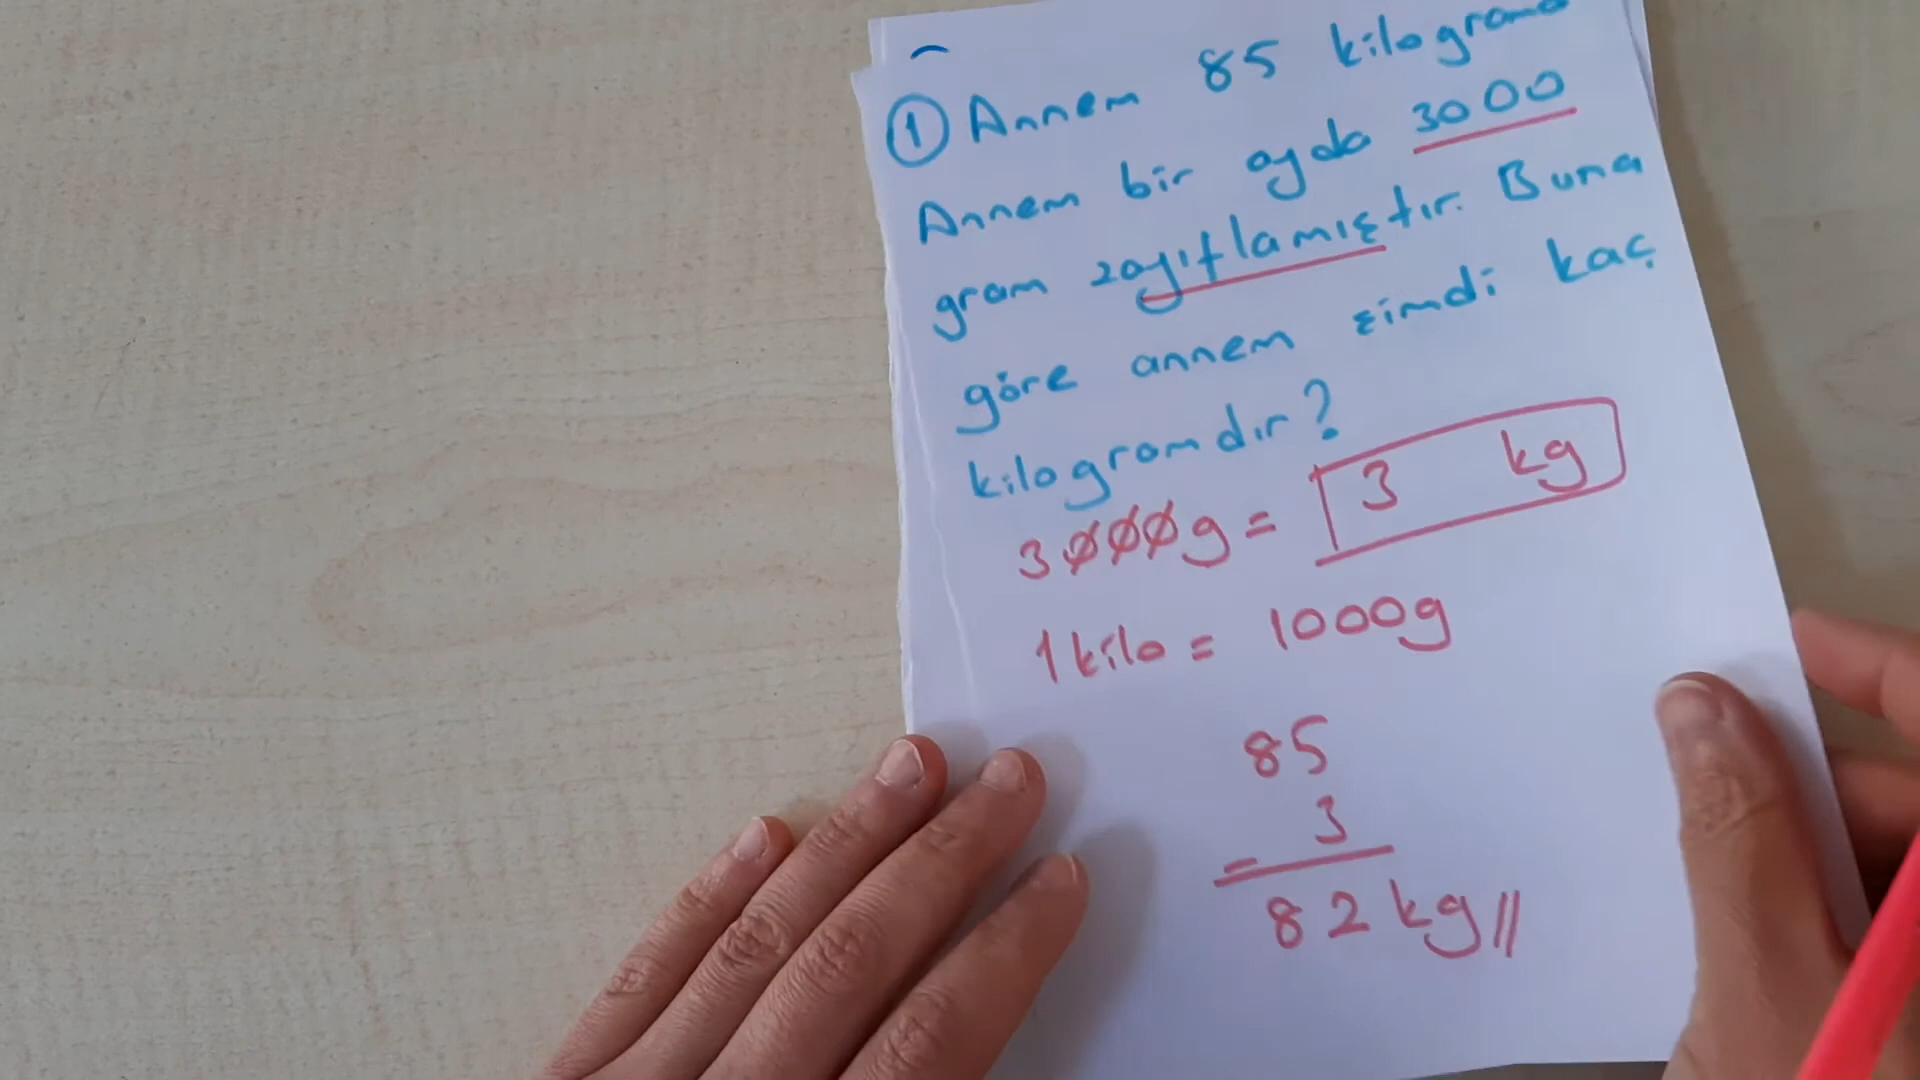 ① Annem 85 kilogramdı
Annem bir ayda 3000
gram zayıflamıştır. Buna
göre annem şimdi kaç
kilogramdır?
3000g = 3 kg
1 kilo = 1000g
85
3
-
82 kg //